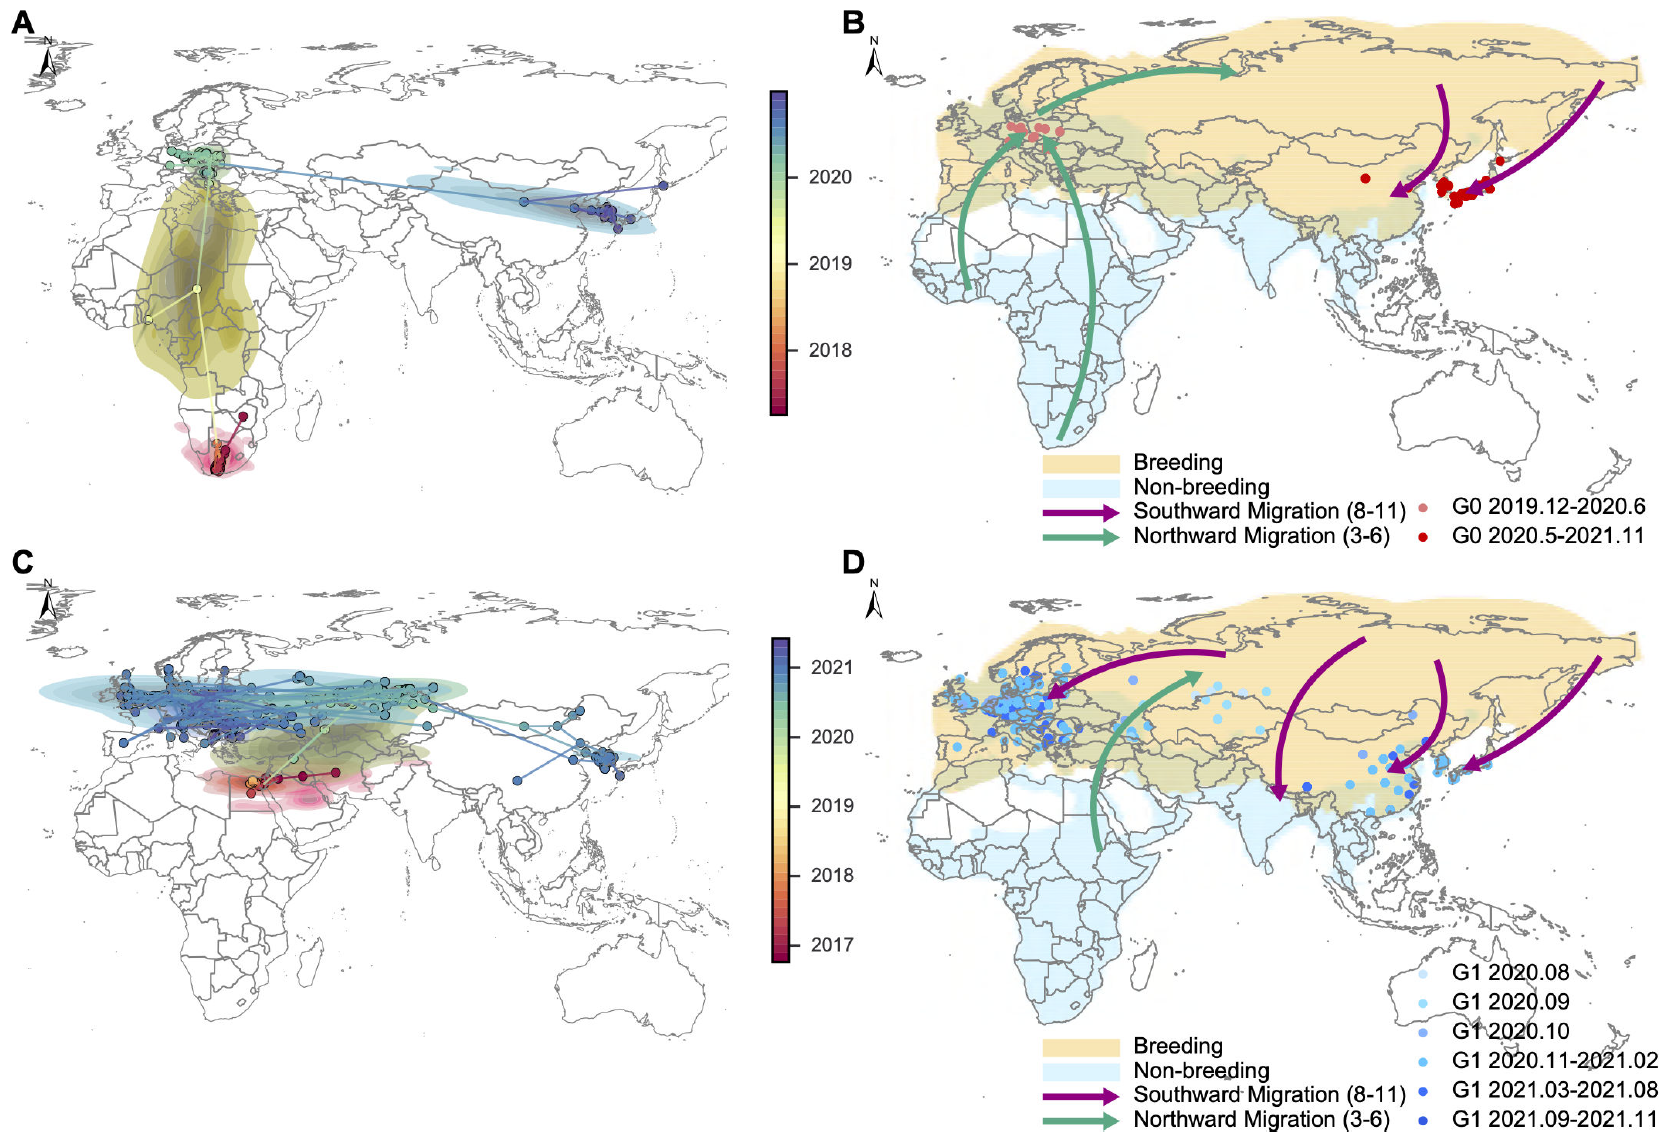 A
N
2020
2019
2018
B
N
Breeding
Non-breeding
Southward Migration (8-11)
Northward Migration (3-6)
G0 2019.12-2020.6
G0 2020.5-2021.11
C
N
2021
2020
2019
2018
2017
D
N
Breeding
Non-breeding
Southward Migration (8-11)
Northward Migration (3-6)
G1 2020.08
G1 2020.09
G1 2020.10
G1 2020.11-2021.02
G1 2021.03-2021.08
G1 2021.09-2021.11